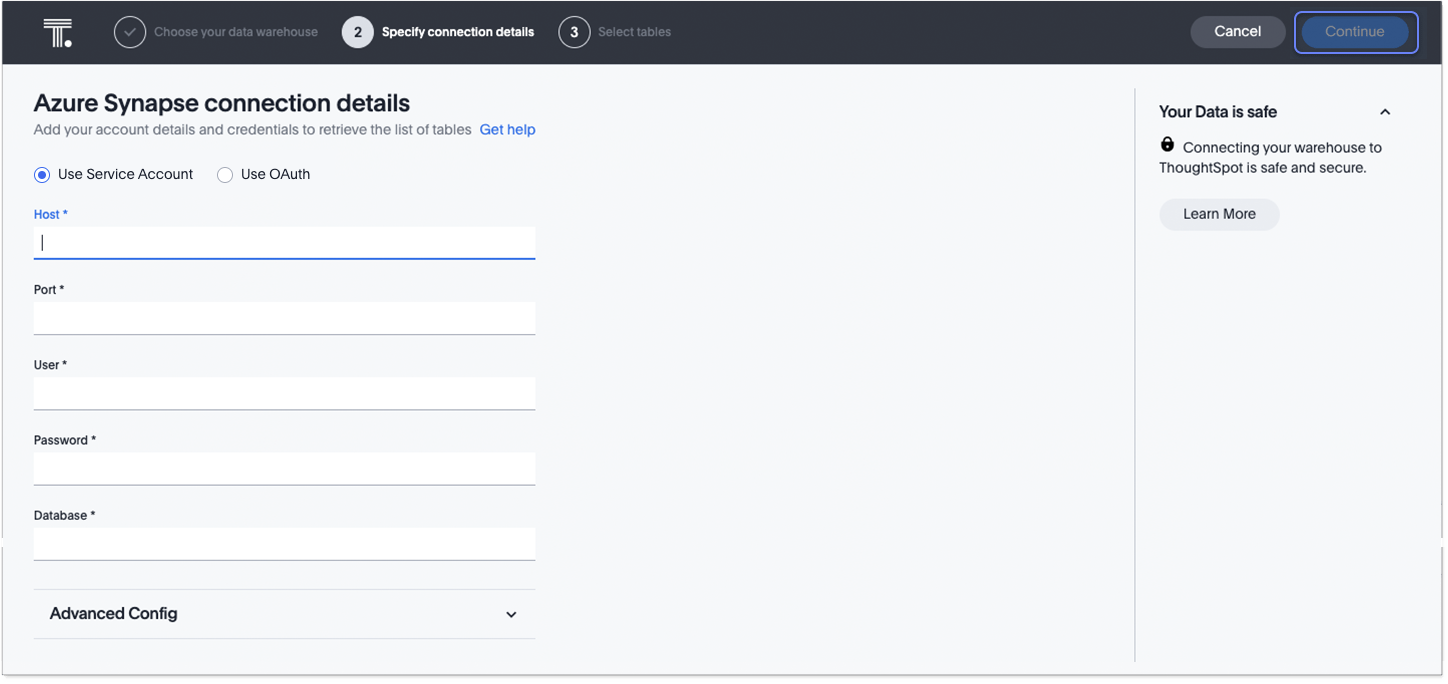 T.
Choose your data warehouse
2 Specify connection details
3 Select tables
Cancel
Continue
Azure Synapse connection details
Add your account details and credentials to retrieve the list of tables Get help
Use Service Account Use OAuth
Host *
Port *
User *
Password *
Database *
Advanced Config
Your Data is safe
Connecting your warehouse to
ThoughtSpot is safe and secure.
Learn More